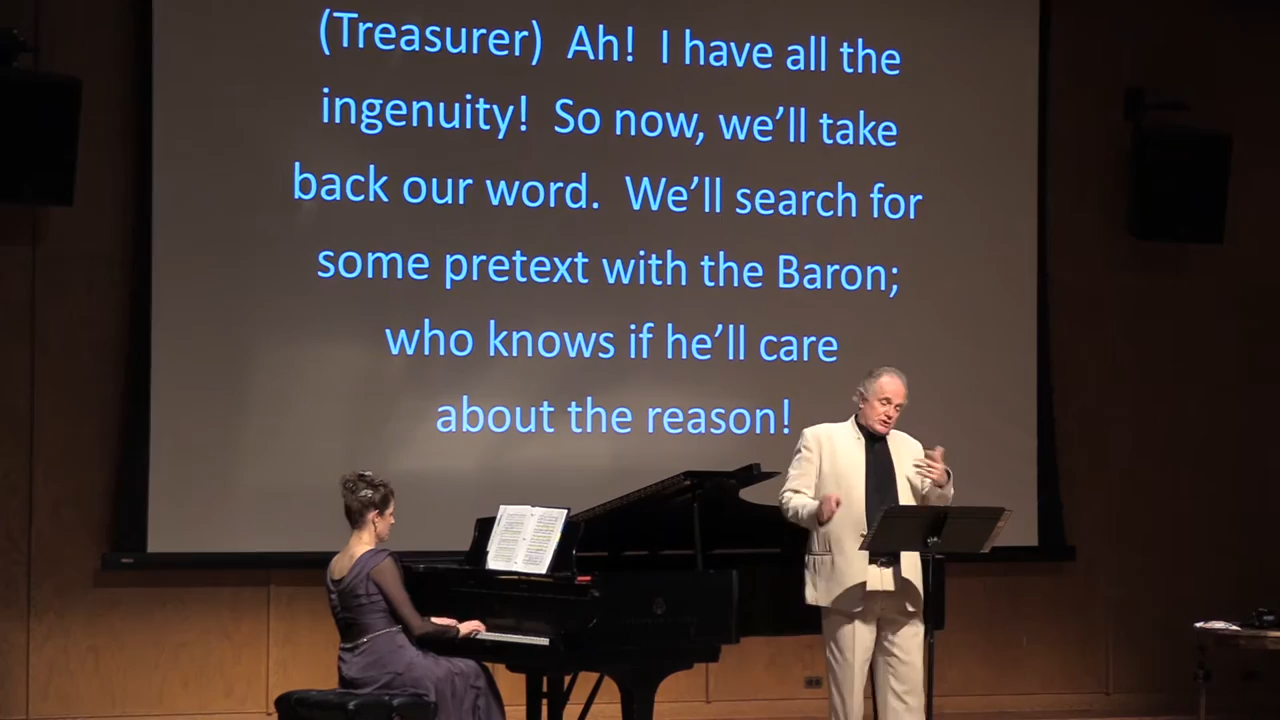 (Treasurer) Ah! I have all the
ingenuity! So now, we’ll take
back our word. We’ll search for
some pretext with the Baron;
who knows if he’ll care
about the reason!